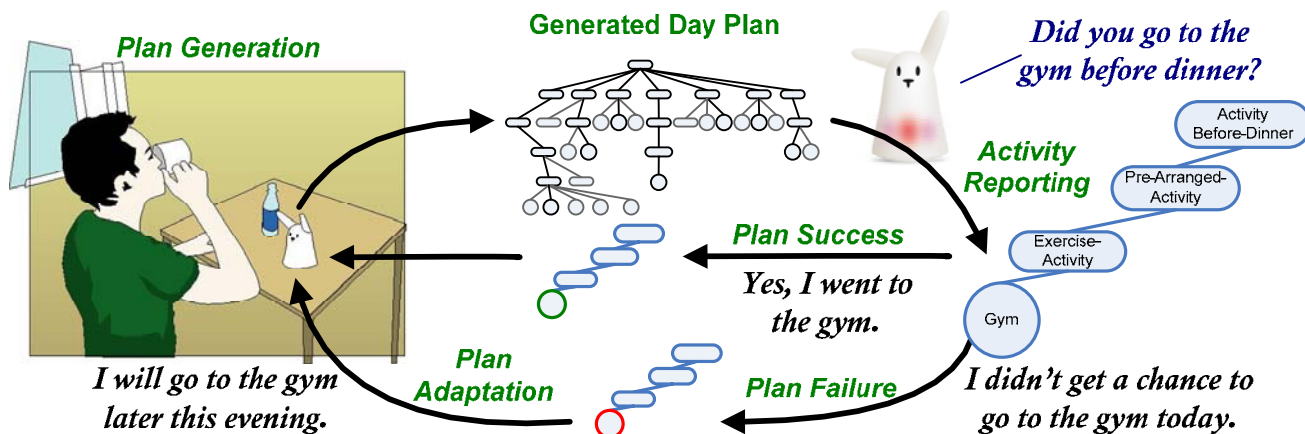 Plan Generation
Generated Day Plan
Did you go to the
gym before dinner?
Activity
Before-Dinner
Activity
Reporting
Pre-Arranged-
Activity
Plan Success
Exercise-
Activity
Yes, I went to
the gym.
Gym
Plan
Adaptation
Plan Failure
I will go to the gym
later this evening.
I didn't get a chance to
go to the gym today.